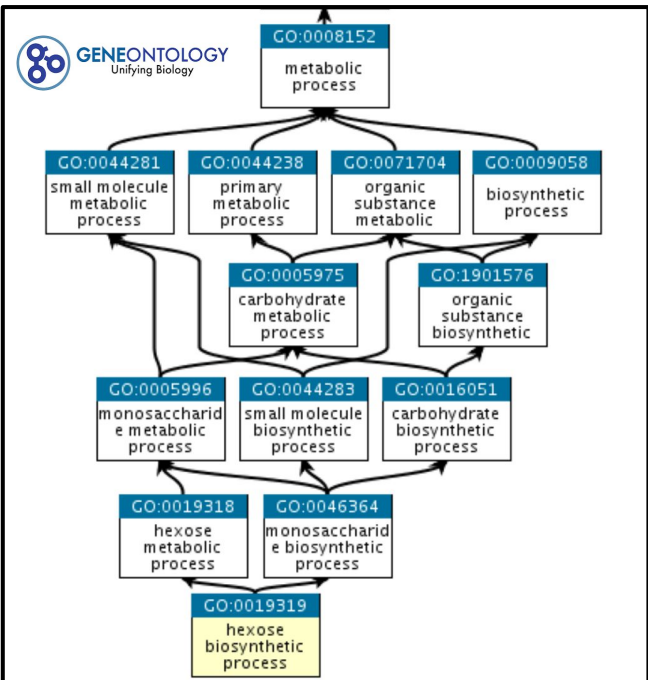 GO:0008152
metabolic
process
GENEONTOLOGY
Unifying Biology
GO:0044281
small molecule
metabolic
process
GO:0044238
primary
metabolic
process
GO:0071704
organic
substance
metabolic
GO:0009058
biosynthetic
process
GO:0005975
carbohydrate
metabolic
process
GO:1901576
organic
substance
biosynthetic
GO:0005996
monosaccharid
e metabolic
process
GO:0044283
small molecule
biosynthetic
process
GO:0016051
carbohydrate
biosynthetic
process
GO:0019318
hexose
metabolic
process
GO:0046364
monosaccharid
e biosynthetic
process
GO:0019319
hexose
biosynthetic
process